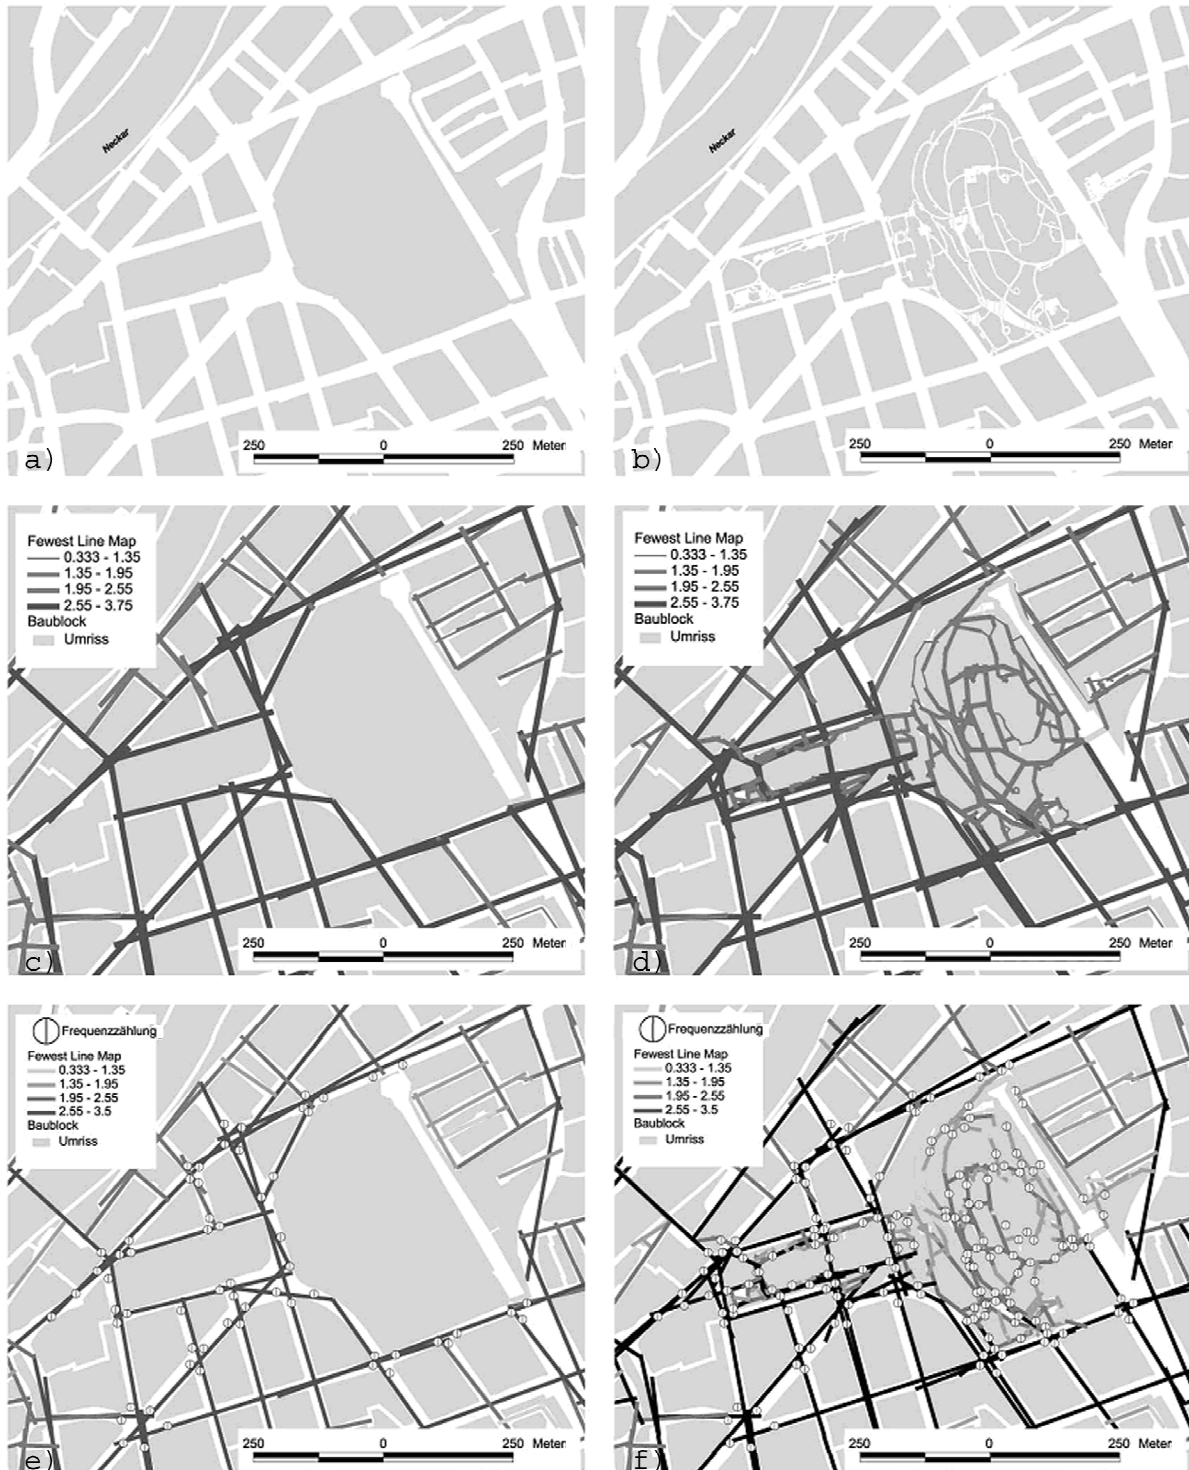 Neckar
250 0 250 Meter
a)
Neckar
250 0 250 Meter
b)
Fewest Line Map
0.333 - 1.35
1.35 - 1.95
1.95 - 2.55
2.55 - 3.75
Baublock
Umriss
250 0 250 Meter
c)
Fewest Line Map
0.333 - 1.35
1.35 - 1.95
1.95 - 2.55
2.55 - 3.75
Baublock
Umriss
250 0 250 Meter
d)
Frequenzzählung
Fewest Line Map
0.333 - 1.35
1.35 - 1.95
1.95 - 2.55
2.55 - 3.5
Baublock
Umriss
250 0 250 Meter
e)
Frequenzzählung
Fewest Line Map
0.333 - 1.35
1.35 - 1.95
1.95 - 2.55
2.55 - 3.5
Baublock
Umriss
250 0 250 Meter
f)